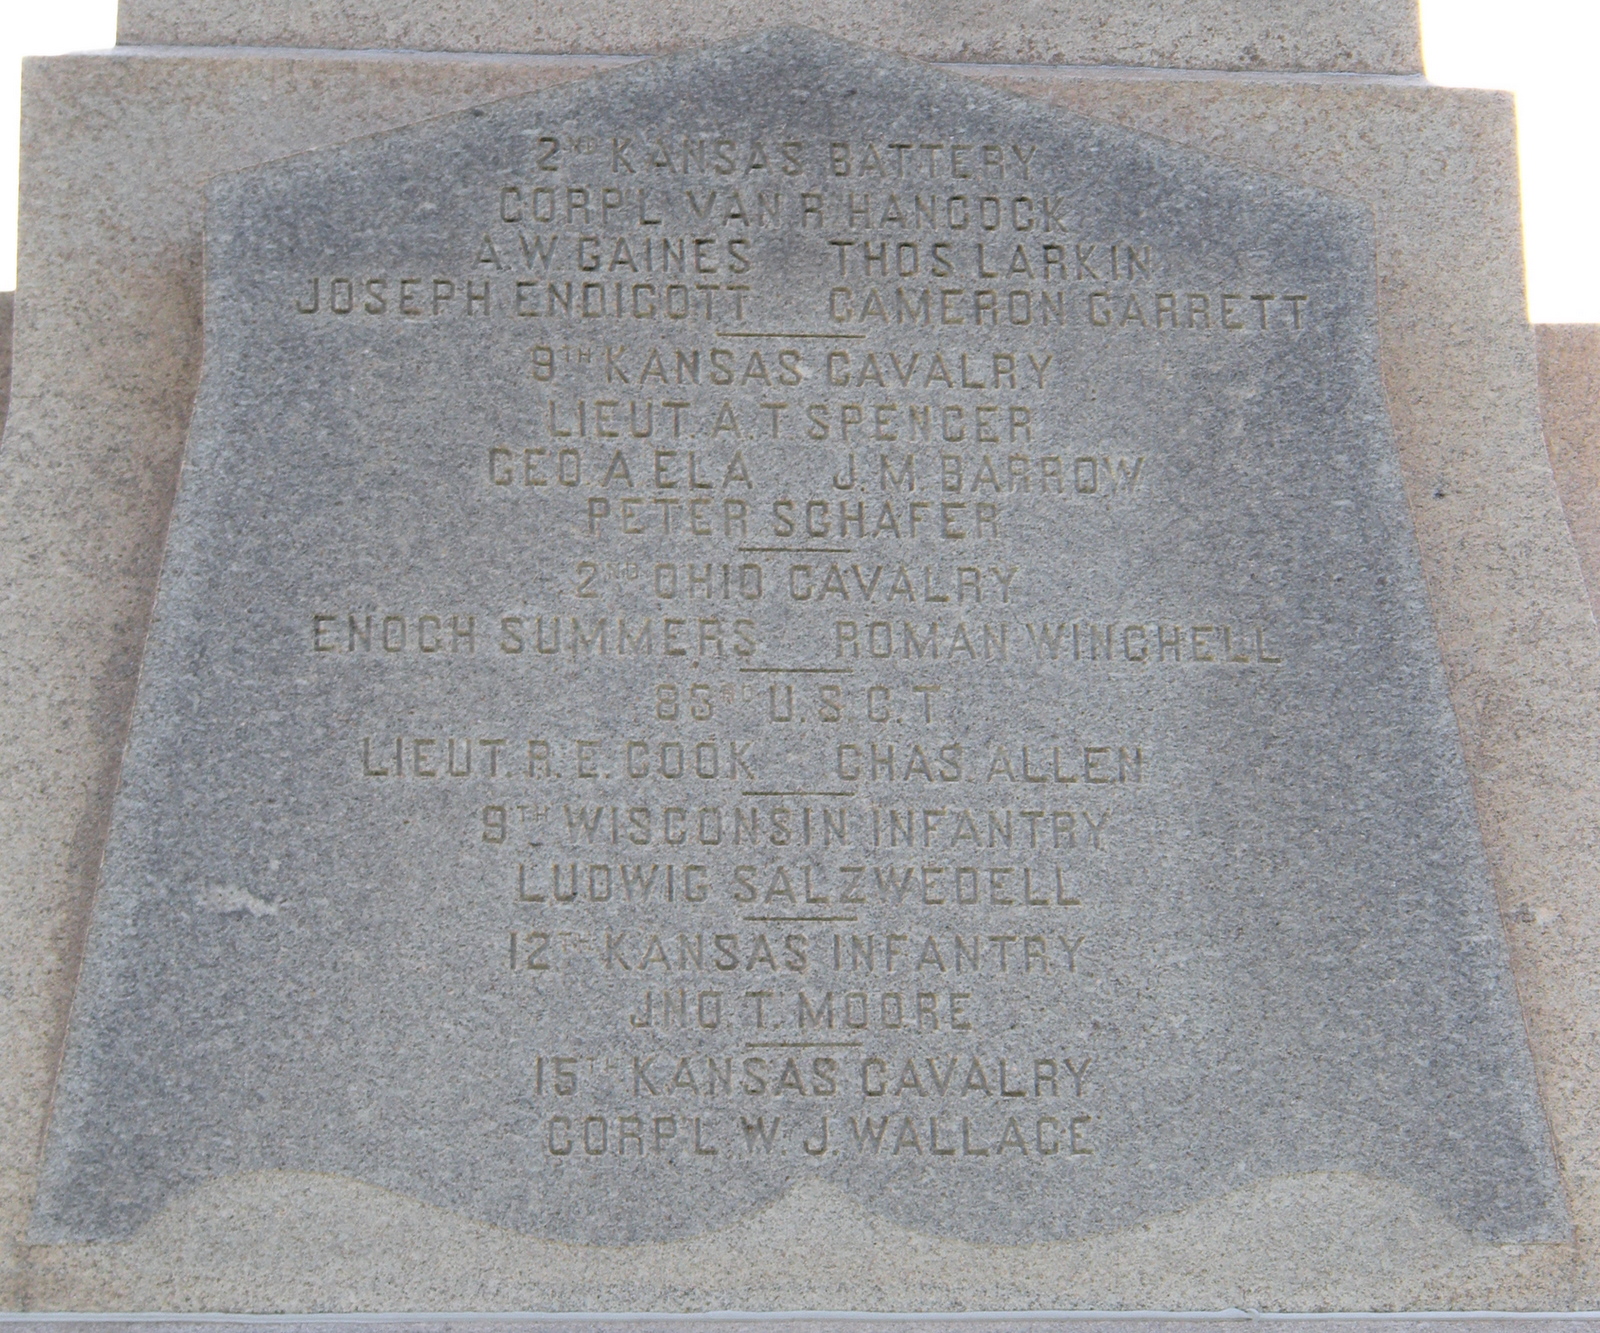 2ND KANSAS BATTERY
CORP'L VAN R HANCOCK
A. W. GAINES THOS LARKIN
JOSEPH ENDICOTT CAMERON GARRETT
9TH KANSAS CAVALRY
LIEUT. A. T. SPENCER
GEO A ELA J. M. BARROW
PETER SCHAFER
2ND OHIO CAVALRY
ENOCH SUMMERS ROMAN WINCHELL
83RD U. S. C. T.
LIEUT. R. E. COOK CHAS. ALLEN
9TH WISCONSIN INFANTRY
LUDWIG SALZWEDELL
12TH KANSAS INFANTRY
JNO. T. MOORE
15TH KANSAS CAVALRY
CORP'L W. J. WALLACE